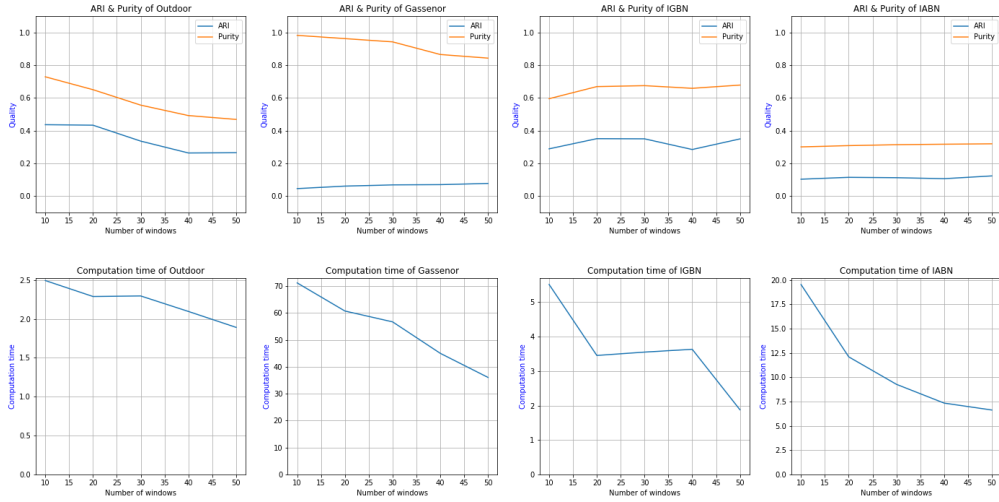 ARI & Purity of Outdoor
1.0
0.8
0.6
0.4
0.2
0.0
Quality
ARI
Purity
10 15 20 25 30 35 40 45 50
Number of windows
ARI & Purity of Gassenor
1.0
0.8
0.6
0.4
0.2
0.0
Quality
ARI
Purity
10 15 20 25 30 35 40 45 50
Number of windows
ARI & Purity of IGBN
1.0
0.8
0.6
0.4
0.2
0.0
Quality
ARI
Purity
10 15 20 25 30 35 40 45 50
Number of windows
ARI & Purity of IABN
1.0
0.8
0.6
0.4
0.2
0.0
Quality
ARI
Purity
10 15 20 25 30 35 40 45 50
Number of windows
Computation time of Outdoor
2.5
2.0
1.5
1.0
0.5
0.0
Computation time
10 15 20 25 30 35 40 45 50
Number of windows
Computation time of Gassenor
70
60
50
40
30
20
10
0
Computation time
10 15 20 25 30 35 40 45 50
Number of windows
Computation time of IGBN
5
4
3
2
1
0
Computation time
10 15 20 25 30 35 40 45 50
Number of windows
Computation time of IABN
20.0
17.5
15.0
12.5
10.0
7.5
5.0
2.5
0.0
Computation time
10 15 20 25 30 35 40 45 50
Number of windows